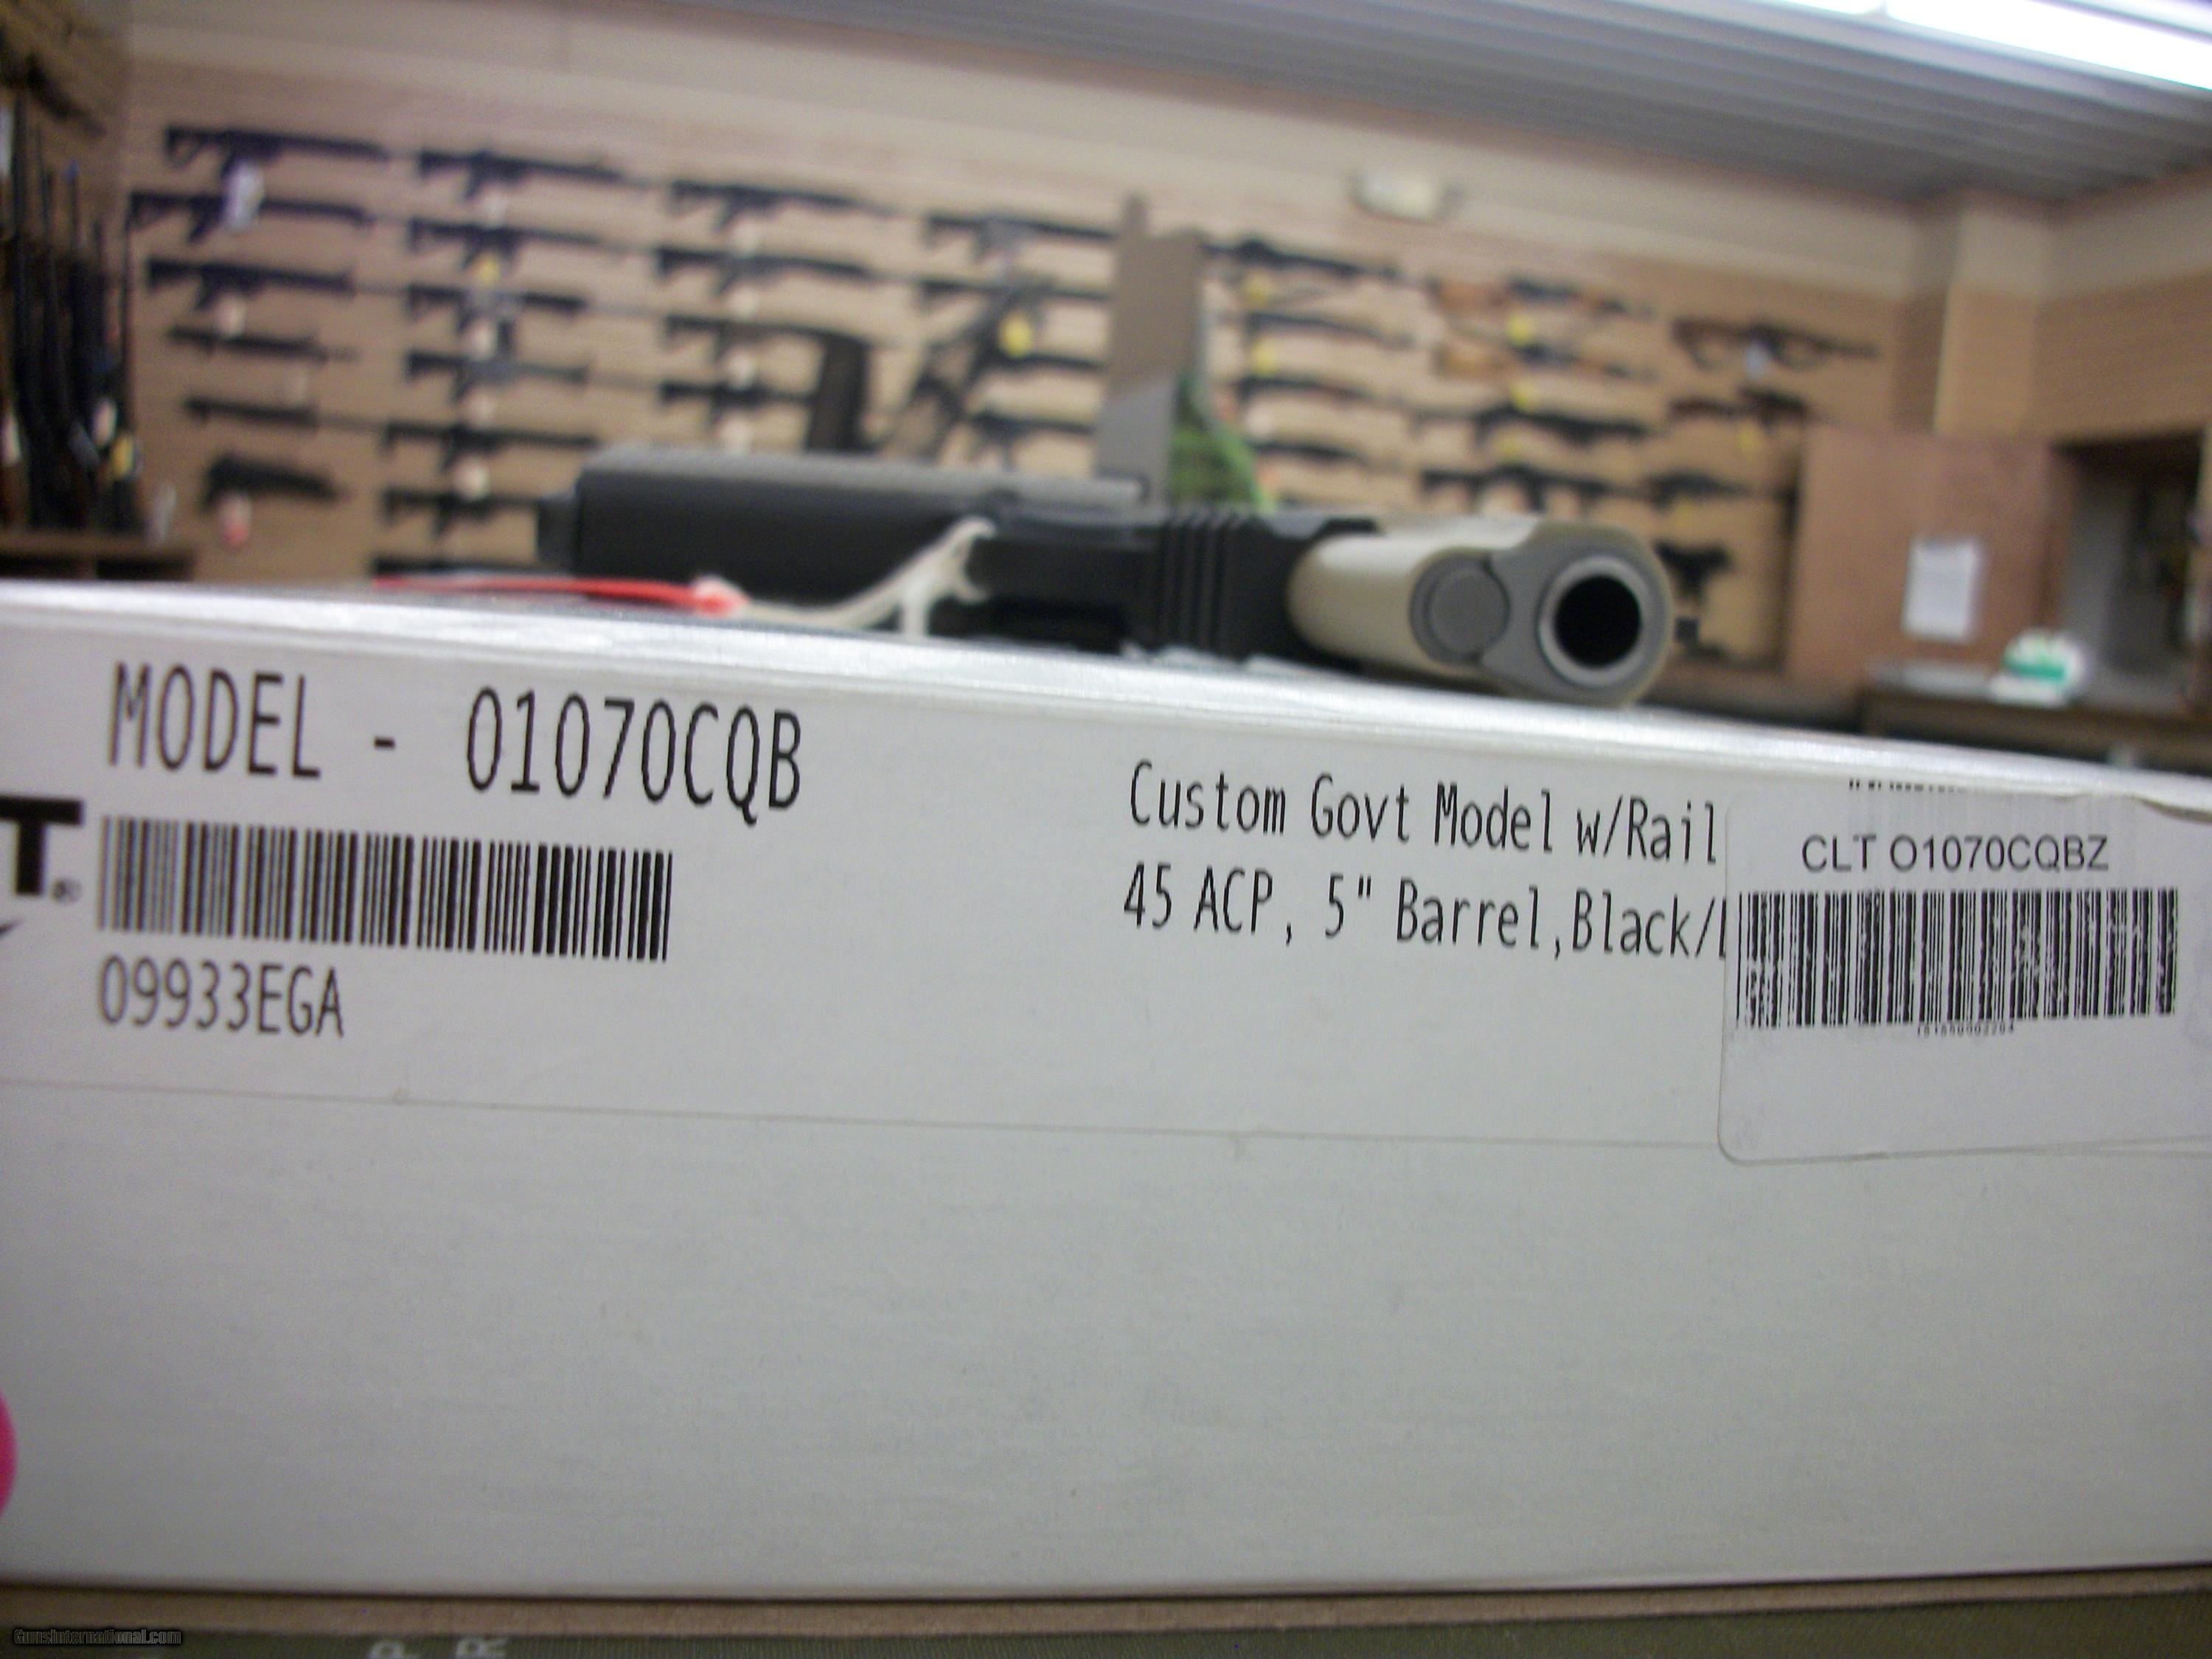 MODEL - 01070CQB
T®
09933EGA
Custom Govt Model w/Rail
45 ACP, 5" Barrel,Black/
CLT O1070CQBZ
GunsInternational.com
P R